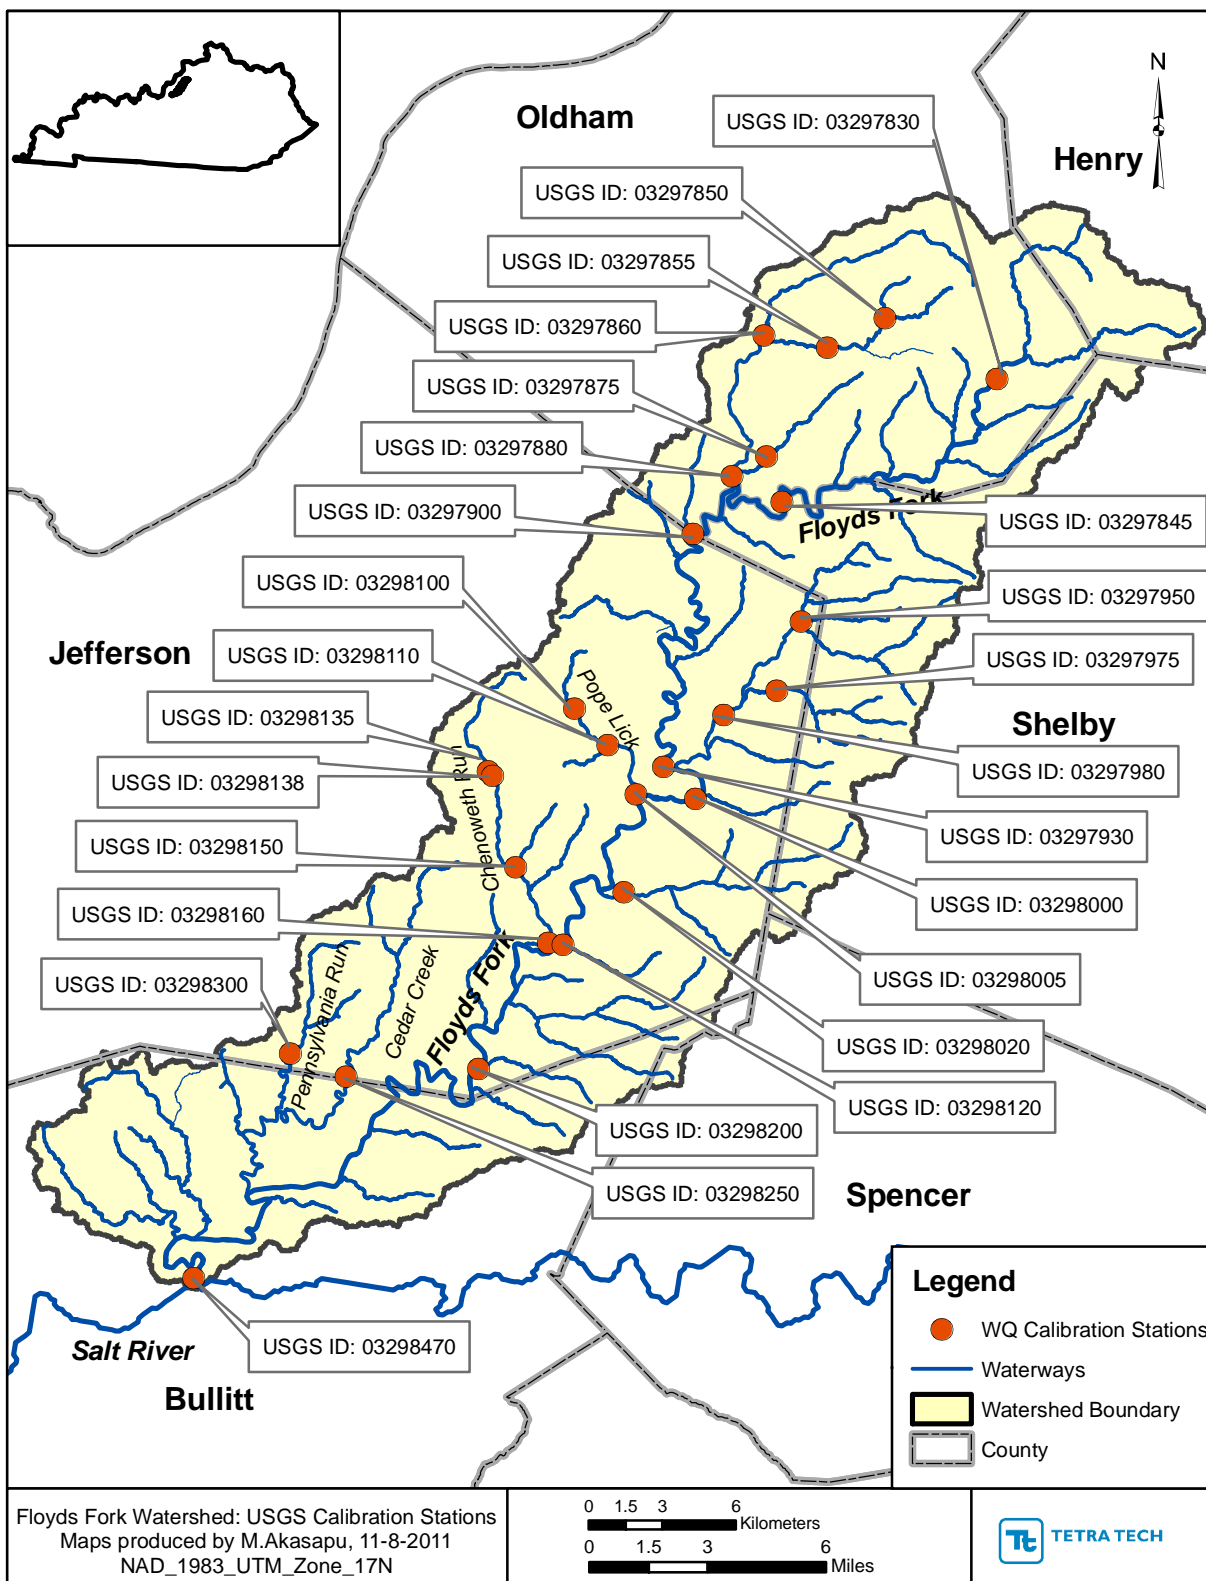 Oldham
USGS ID: 03297830
N
Henry
USGS ID: 03297850
USGS ID: 03297855
USGS ID: 03297860
USGS ID: 03297875
USGS ID: 03297880
USGS ID: 03297900
Floyds Fork
USGS ID: 03297845
USGS ID: 03298100
USGS ID: 03297950
Jefferson
USGS ID: 03298110
USGS ID: 03297975
Pope Lick
USGS ID: 03298135
Shelby
USGS ID: 03298138
USGS ID: 03297980
Chenoweth Run
USGS ID: 03297930
USGS ID: 03298150
USGS ID: 03298160
USGS ID: 03298000
USGS ID: 03298300
Pennsylvania Run
Cedar Creek
Floyds Fork
USGS ID: 03298005
USGS ID: 03298020
USGS ID: 03298120
USGS ID: 03298200
USGS ID: 03298250
Spencer
Salt River
USGS ID: 03298470
Bullitt
Legend
WQ Calibration Stations
Waterways
Watershed Boundary
County
Floyds Fork Watershed: USGS Calibration Stations
Maps produced by M.Akasapu, 11-8-2011
NAD_1983_UTM_Zone_17N
0 1.5 3 6
Kilometers
0 1.5 3 6
Miles
Tt TETRA TECH